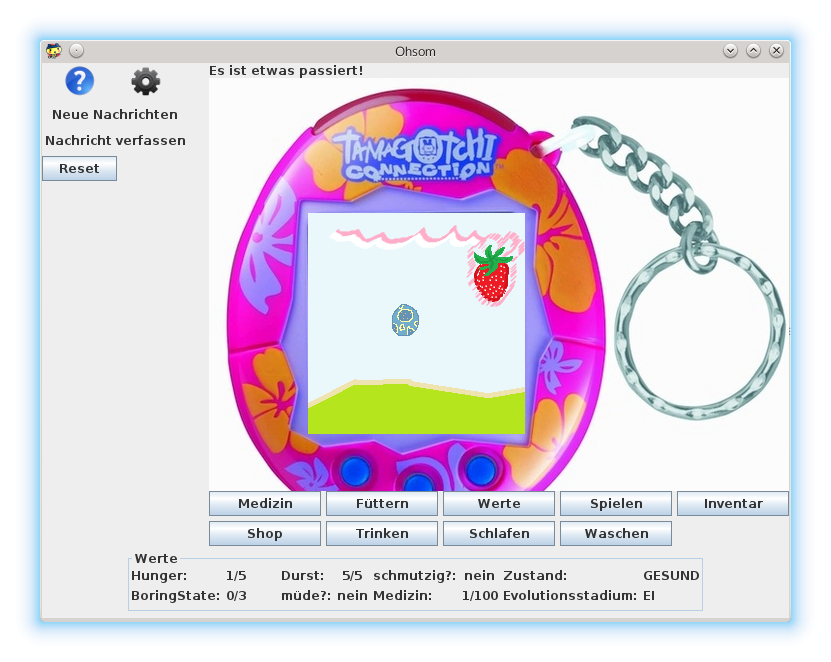 Ohsom
Es ist etwas passiert!
Neue Nachrichten
Nachricht verfassen
Reset
TAMAGOTCHI
CONNECTION
Medizin Füttern Werte Spielen Inventar
Shop Trinken Schlafen Waschen
Werte
Hunger: 1/5 Durst: 5/5 schmutzig?: nein Zustand: GESUND
BoringState: 0/3 müde?: nein Medizin: 1/100 Evolutionsstadium: EI